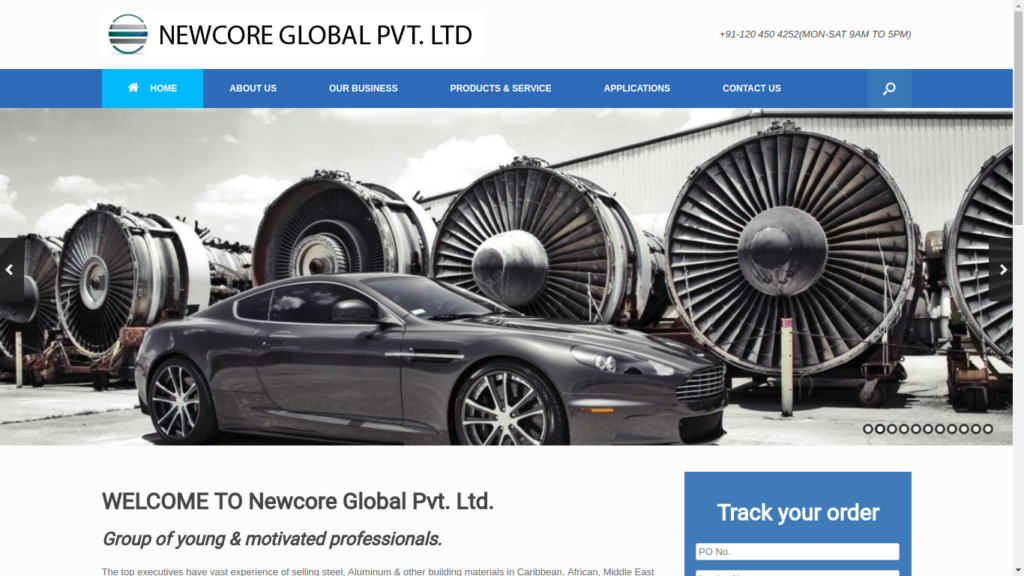 NEWCORE GLOBAL PVT. LTD
+91-120 450 4252(MON-SAT 9AM TO 5PM)
HOME
ABOUT US
OUR BUSINESS
PRODUCTS & SERVICE
APPLICATIONS
CONTACT US
WELCOME TO Newcore Global Pvt. Ltd.
Group of young & motivated professionals.
The top executives have vast experience of selling steel, Aluminum & other building materials in Caribbean, African, Middle East
Track your order
PO No.